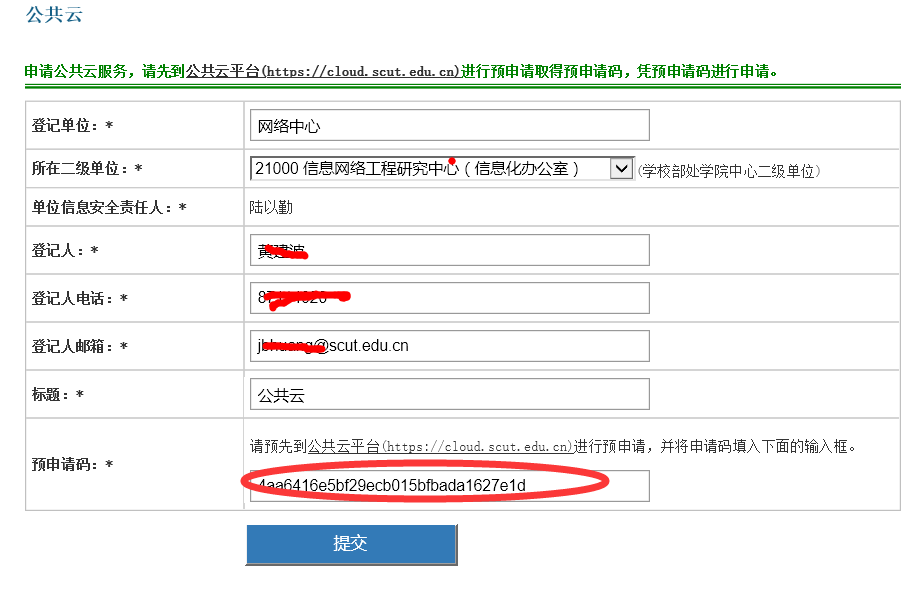 公共云
申请公共云服务，请先到公共云平台(https://cloud.scut.edu.cn)进行预申请取得预申请码，凭预申请码进行申请。
登记单位：* 网络中心
所在二级单位：* 21000 信息网络工程研究中心（信息化办公室） (学校部处学院中心二级单位)
单位信息安全责任人：* 陆以勤
登记人：*
登记人电话：*
登记人邮箱：* @scut.edu.cn
标题：* 公共云
请预先到公共云平台(https://cloud.scut.edu.cn)进行预申请，并将申请码填入下面的输入框。
预申请码：*
4aa6416e5bf29ecb015bfbada1627e1d
提交